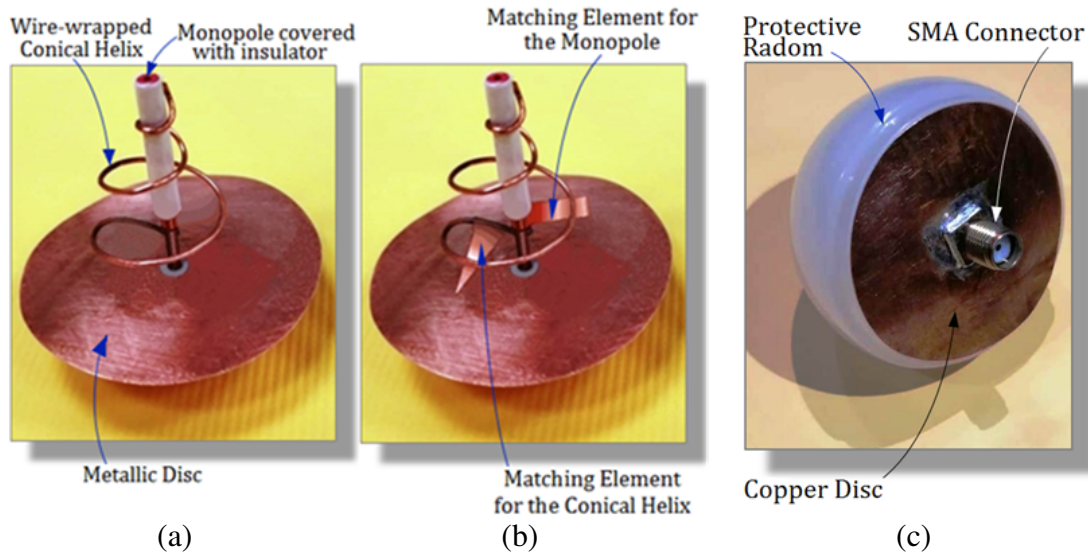 Wire-wrapped
Conical Helix
Monopole covered
with insulator
Metallic Disc
(a)
Matching Element for
the Monopole
Matching Element
for the Conical Helix
(b)
Protective
Radom
SMA Connector
Copper Disc
(c)